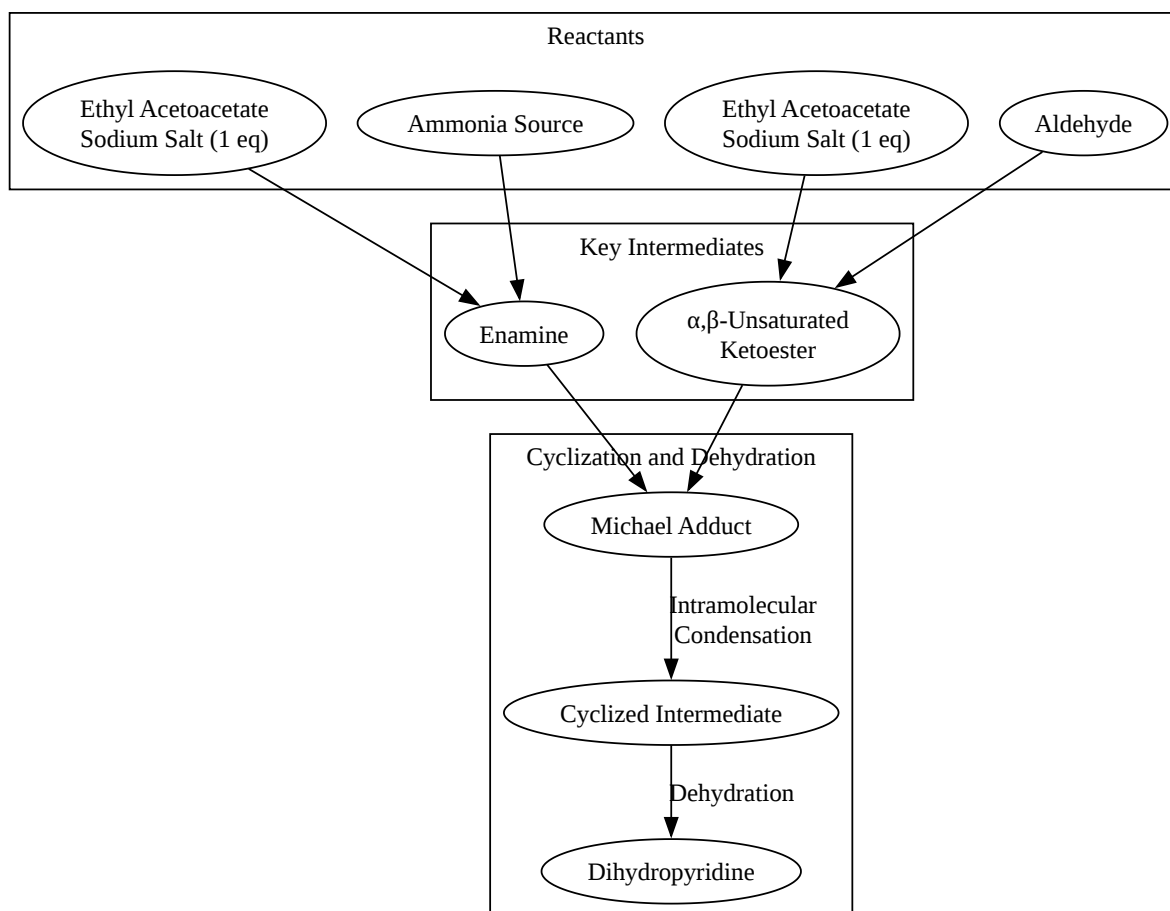 Reactants
Ethyl Acetoacetate
Sodium Salt (1 eq)
Ammonia Source
Ethyl Acetoacetate
Sodium Salt (1 eq)
Aldehyde
Key Intermediates
Enamine
α,β-Unsaturated
Ketoester
Cyclization and Dehydration
Michael Adduct
Intramolecular
Condensation
Cyclized Intermediate
Dehydration
Dihydropyridine